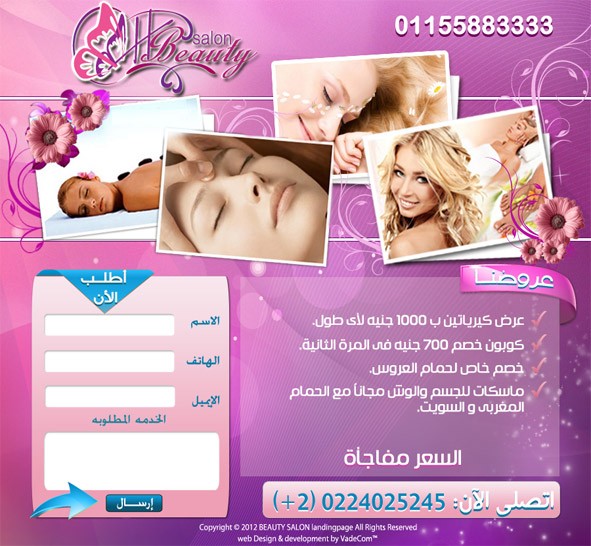 salon
Beauty
01155883333
عروضنا
عرض كيرياتين ب 1000 جنيه لأى طول.
كوبون خصم 700 جنيه فى المرة الثانية.
خصم خاص لحمام العروس.
ماسكات للجسم والوش مجاناً مع الحمام
المغربى و السويت.
السعر مفاجأة
اتصلى الآن: 0224025245 (2+)
أطلب
الأن
الاسم
الهاتف
الإيميل
الخدمه المطلوبه
إرسال
Copyright © 2012 BEAUTY SALON landingpage All Rights Reserved
web Design & development by VadeCom™